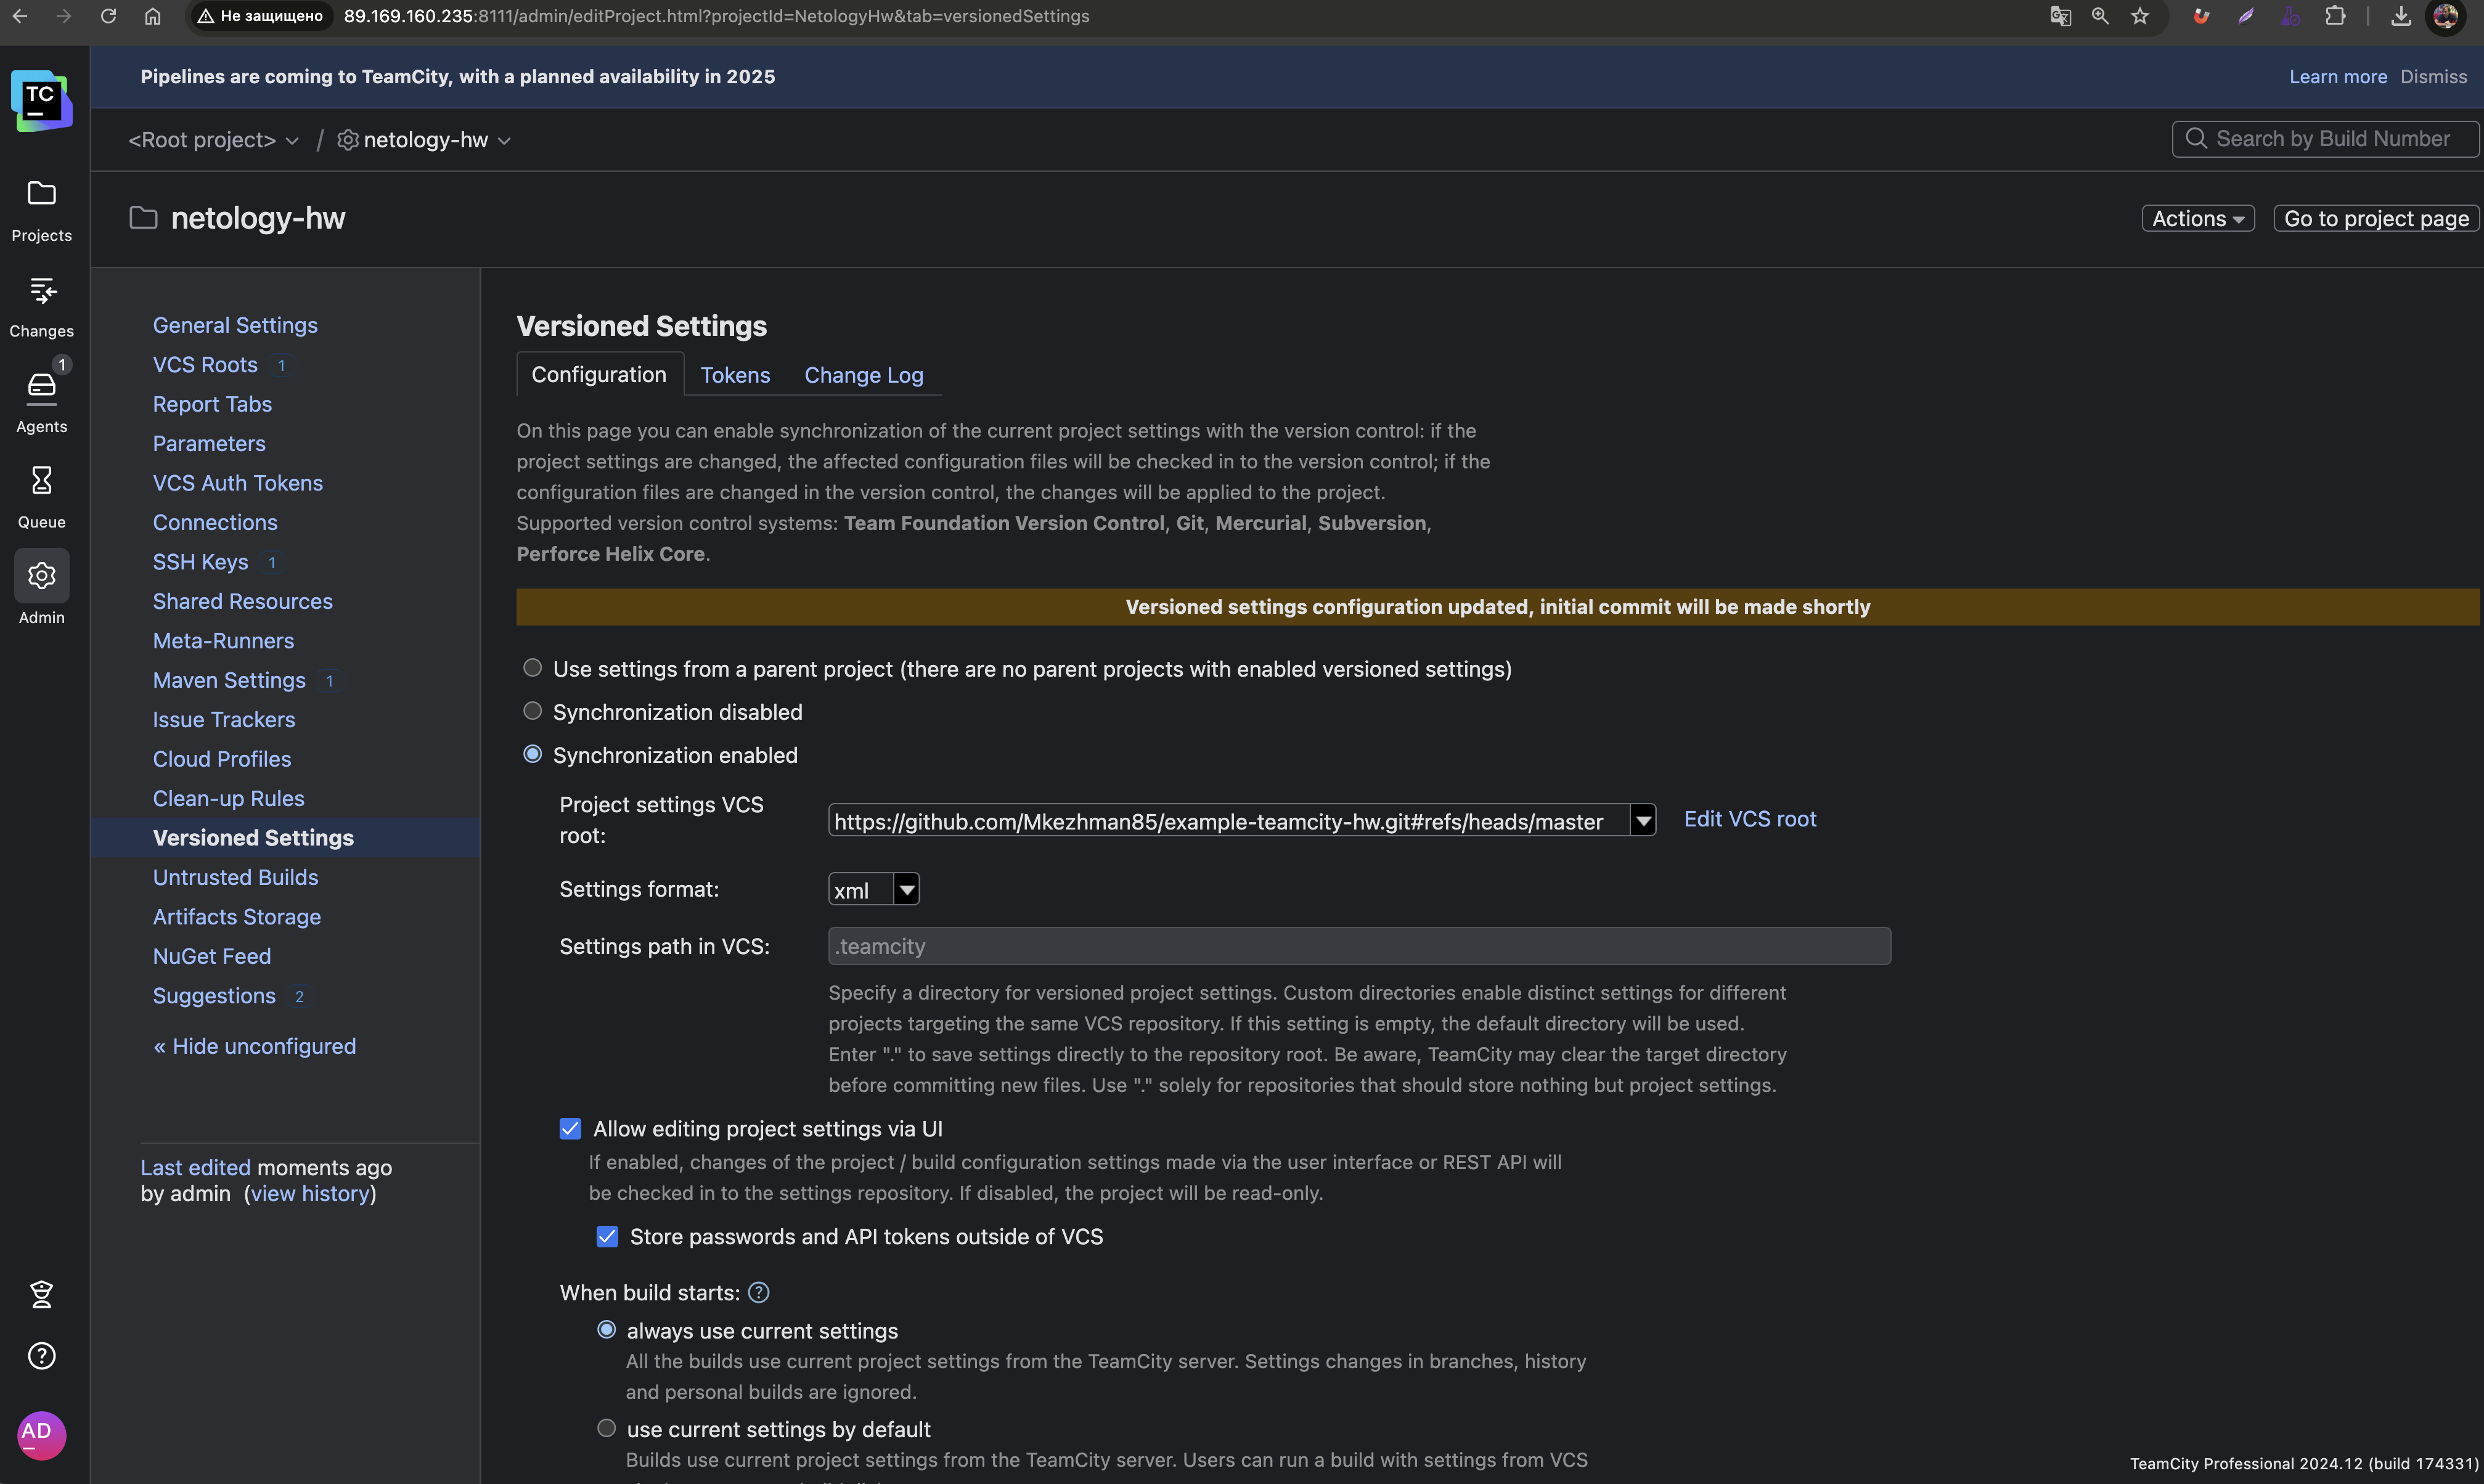 Не защищено
89.169.160.235:8111/admin/editProject.html?projectId=NetologyHw&tab=versionedSettings
TC
Pipelines are coming to TeamCity, with a planned availability in 2025
Learn more
Dismiss
<Root project> / netology-hw
Search by Build Number
netology-hw
Actions
Go to project page
Projects
Changes
1
Agents
Queue
Admin
AD
General Settings
VCS Roots 1
Report Tabs
Parameters
VCS Auth Tokens
Connections
SSH Keys 1
Shared Resources
Meta-Runners
Maven Settings 1
Issue Trackers
Cloud Profiles
Clean-up Rules
Versioned Settings
Untrusted Builds
Artifacts Storage
NuGet Feed
Suggestions 2
« Hide unconfigured
Last edited moments ago
by admin (view history)
Versioned Settings
Configuration
Tokens
Change Log
On this page you can enable synchronization of the current project settings with the version control: if the
project settings are changed, the affected configuration files will be checked in to the version control; if the
configuration files are changed in the version control, the changes will be applied to the project.
Supported version control systems: Team Foundation Version Control, Git, Mercurial, Subversion,
Perforce Helix Core.
Versioned settings configuration updated, initial commit will be made shortly
Use settings from a parent project (there are no parent projects with enabled versioned settings)
Synchronization disabled
Synchronization enabled
Project settings VCS
root:
https://github.com/Mkezhman85/example-teamcity-hw.git#refs/heads/master
Edit VCS root
Settings format:
xml
Settings path in VCS:
.teamcity
Specify a directory for versioned project settings. Custom directories enable distinct settings for different
projects targeting the same VCS repository. If this setting is empty, the default directory will be used.
Enter "." to save settings directly to the repository root. Be aware, TeamCity may clear the target directory
before committing new files. Use "." solely for repositories that should store nothing but project settings.
Allow editing project settings via UI
If enabled, changes of the project / build configuration settings made via the user interface or REST API will
be checked in to the settings repository. If disabled, the project will be read-only.
Store passwords and API tokens outside of VCS
When build starts:
always use current settings
All the builds use current project settings from the TeamCity server. Settings changes in branches, history
and personal builds are ignored.
use current settings by default
Builds use current project settings from the TeamCity server. Users can run a build with settings from VCS
TeamCity Professional 2024.12 (build 174331)